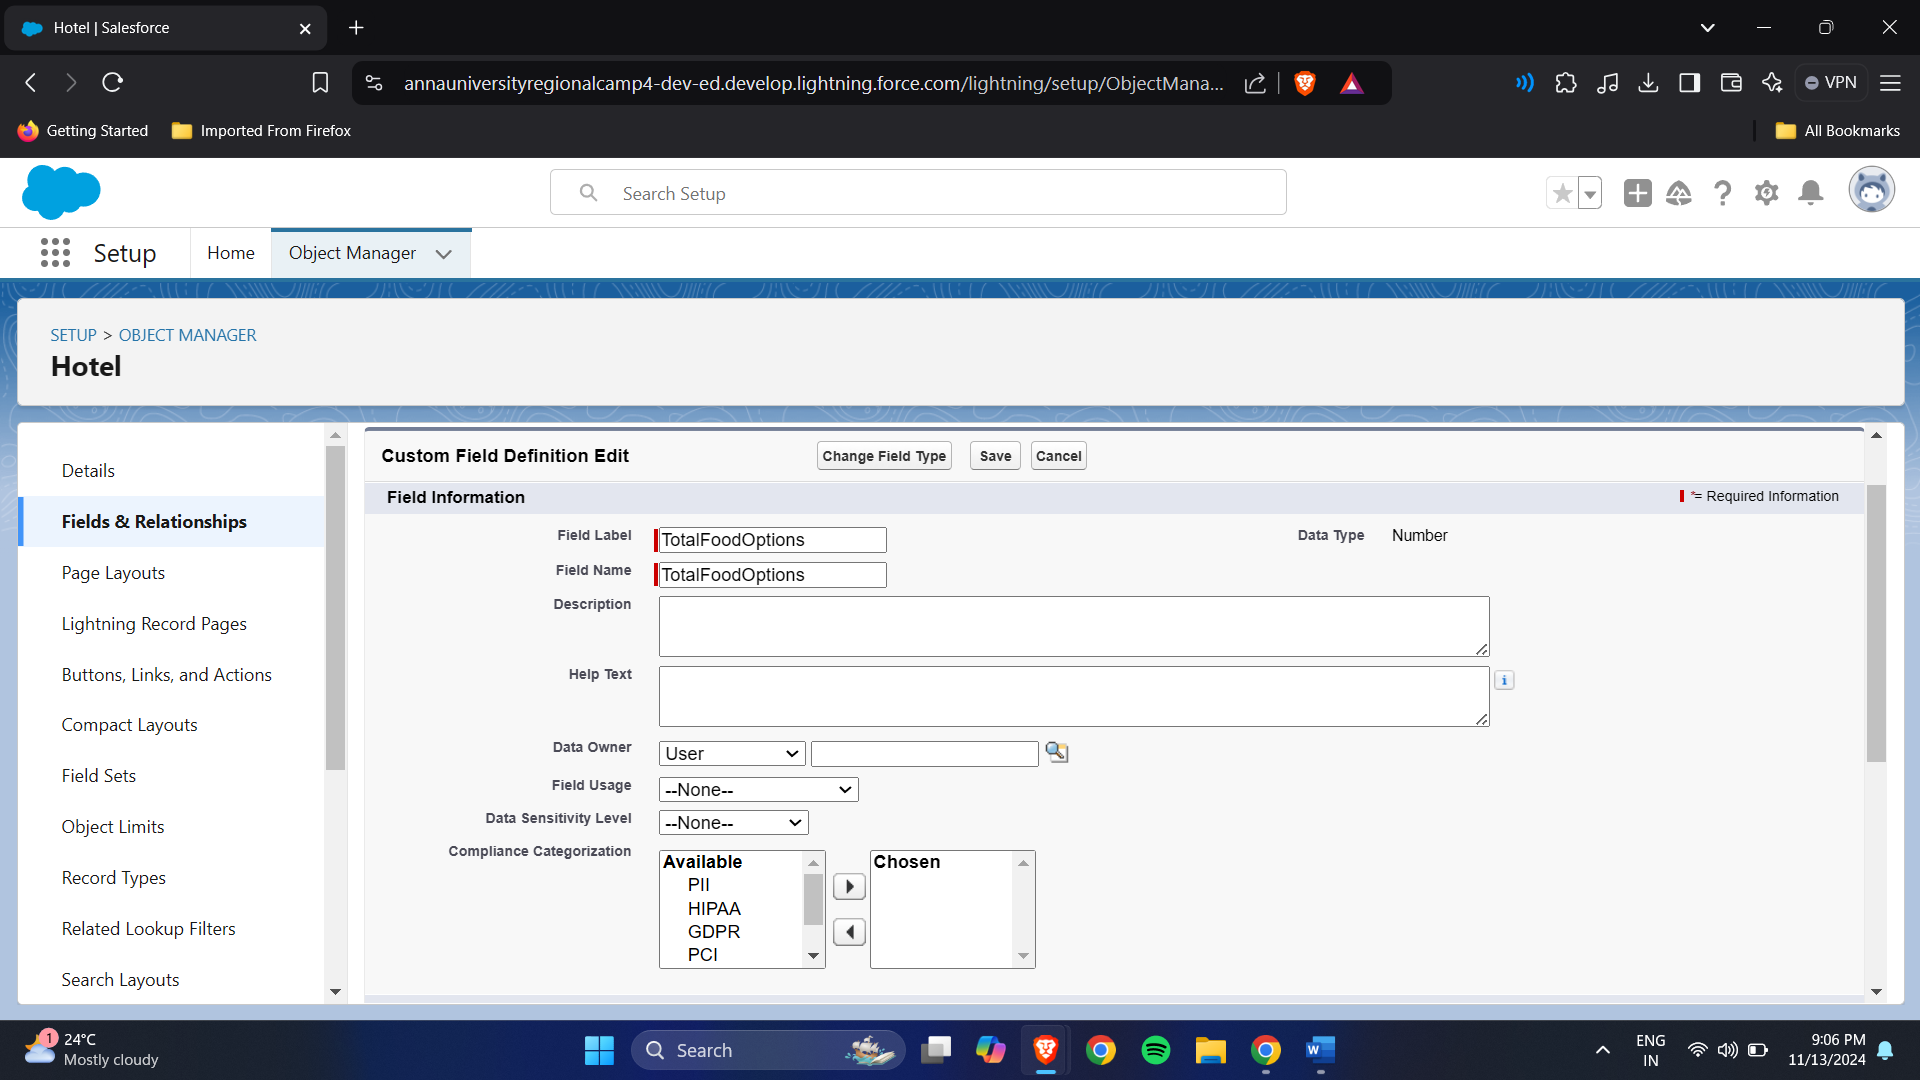 Hotel | Salesforce
annauniversityregionalcamp4-dev-ed.develop.lightning.force.com/lightning/setup/ObjectMana...
VPN
Getting Started
Imported From Firefox
All Bookmarks
Search Setup
Setup
Home
Object Manager
SETUP > OBJECT MANAGER
Hotel
Details
Fields & Relationships
Page Layouts
Lightning Record Pages
Buttons, Links, and Actions
Compact Layouts
Field Sets
Object Limits
Record Types
Related Lookup Filters
Search Layouts
Custom Field Definition Edit
Change Field Type
Save
Cancel
Field Information
*= Required Information
Field Label
TotalFoodOptions
Data Type
Number
Field Name
TotalFoodOptions
Description
Help Text
i
Data Owner
User
Field Usage
--None--
Data Sensitivity Level
--None--
Compliance Categorization
Available
PII
HIPAA
GDPR
PCI
Chosen
1
24°C
Mostly cloudy
Search
W
ENG
IN
9:06 PM
11/13/2024